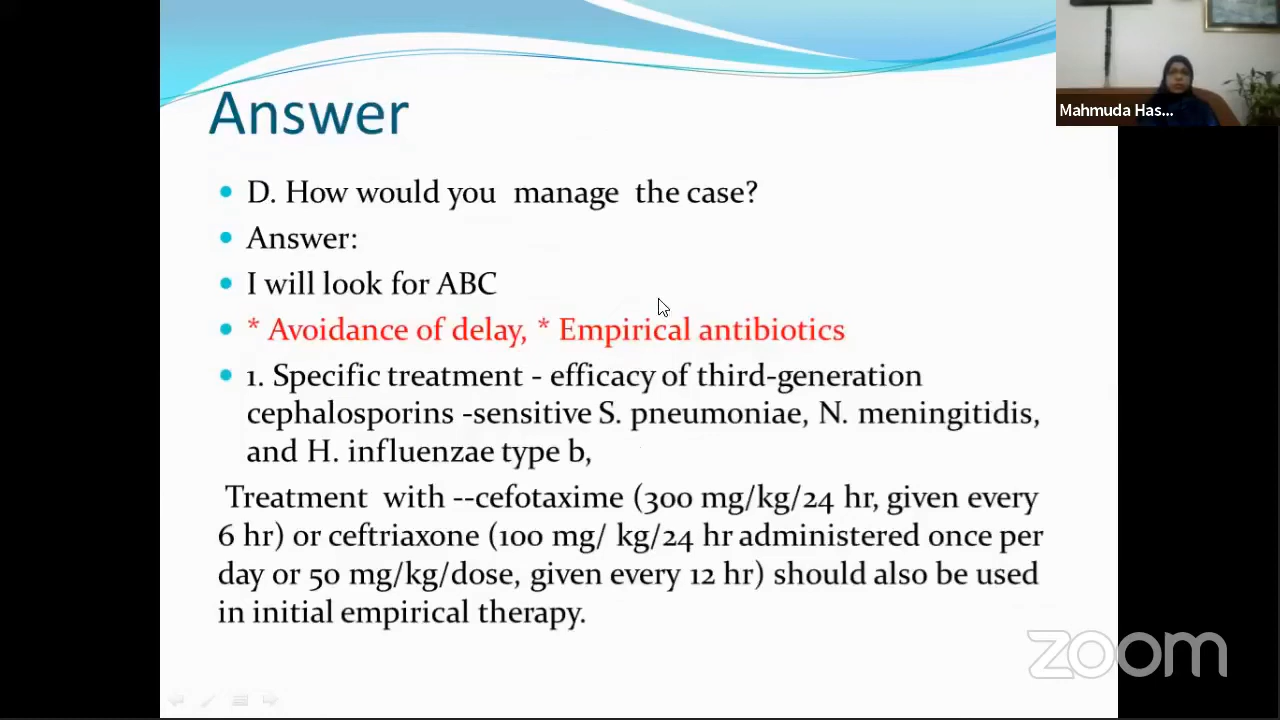 Answer
Mahmuda Has...
D. How would you manage the case?
Answer:
I will look for ABC
* Avoidance of delay, * Empirical antibiotics
1. Specific treatment - efficacy of third-generation
cephalosporins -sensitive S. pneumoniae, N. meningitidis,
and H. influenzae type b,
Treatment with --cefotaxime (300 mg/kg/24 hr, given every
6 hr) or ceftriaxone (100 mg/ kg/24 hr administered once per
day or 50 mg/kg/dose, given every 12 hr) should also be used
in initial empirical therapy.
zoom